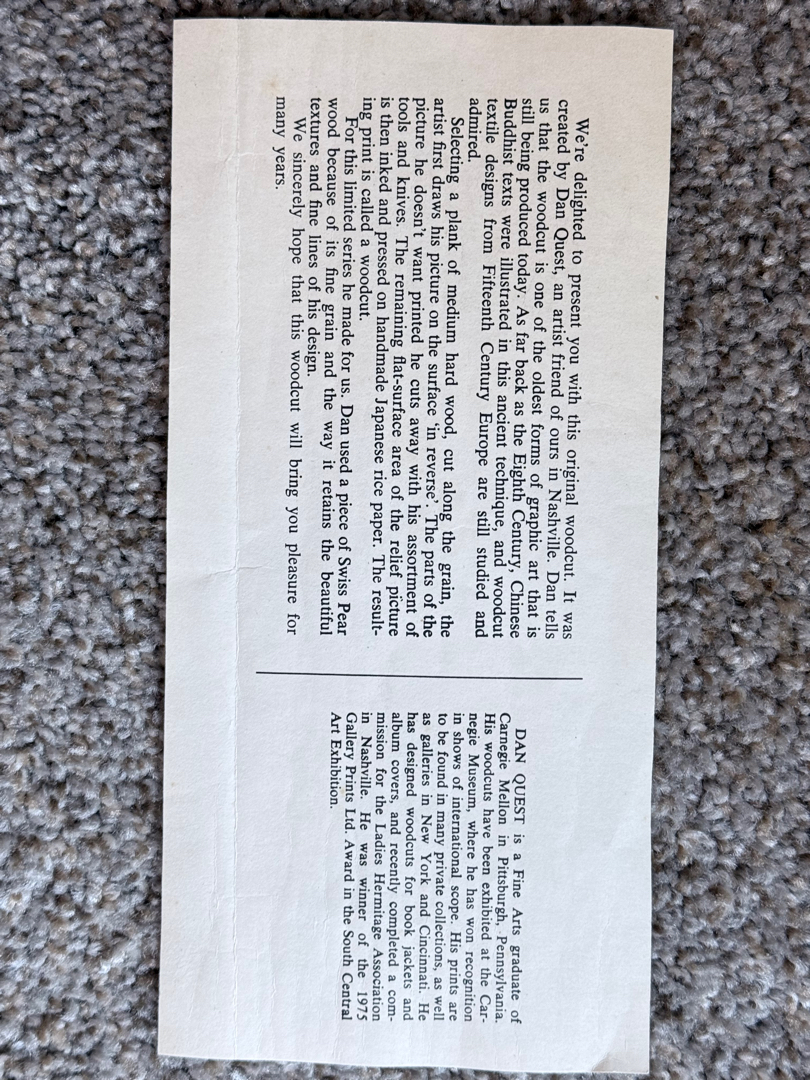 We're delighted to present you with this original woodcut. It was
created by Dan Quest, an artist friend of ours in Nashville. Dan tells
us that the woodcut is one of the oldest forms of graphic art that is
still being produced today. As far back as the Eighth Century, Chinese
Buddhist texts were illustrated in this ancient technique, and woodcut
textile designs from Fifteenth Century Europe are still studied and
admired.
Selecting a plank of medium hard wood, cut along the grain, the
artist first draws his picture on the surface 'in reverse'. The parts of the
picture he doesn't want printed he cuts away with his assortment of
tools and knives. The remaining flat-surface area of the relief picture
is then inked and pressed on handmade Japanese rice paper. The result-
ing print is called a woodcut.
For this limited series he made for us, Dan used a piece of Swiss Pear
wood because of its fine grain and the way it retains the beautiful
textures and fine lines of his design.
We sincerely hope that this woodcut will bring you pleasure for
many years.
DAN QUEST is a Fine Arts graduate of
Carnegie Mellon in Pittsburgh, Pennsylvania.
His woodcuts have been exhibited at the Car-
negie Museum, where he has won recognition
in shows of international scope. His prints are
to be found in many private collections, as well
as galleries in New York and Cincinnati. He
has designed woodcuts for book jackets and
album covers, and recently completed a com-
mission for the Ladies Hermitage Association
in Nashville. He was winner of the 1975
Gallery Prints Ltd. Award in the South Central
Art Exhibition.